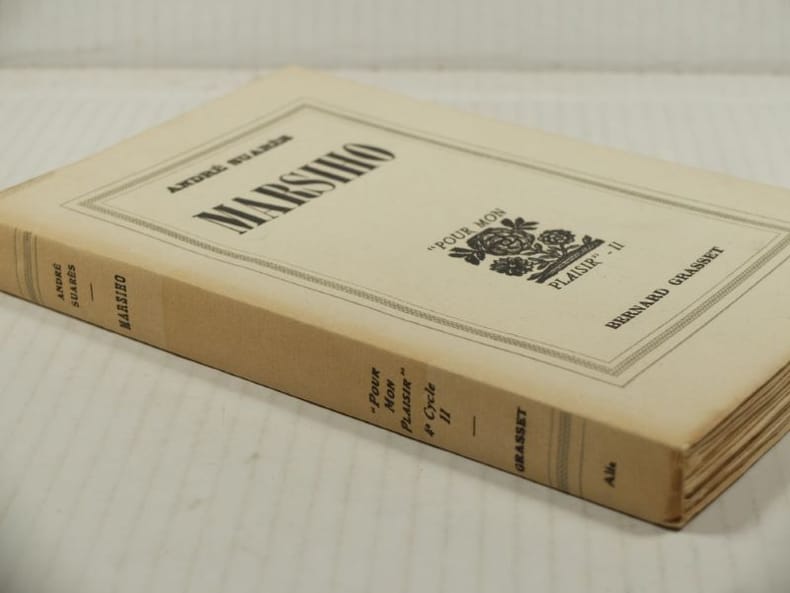 ANDRÉ SUARÈS
MARSIHO
"POUR MON
PLAISIR" - II
BERNARD GRASSET
ANDRÉ
SUARÈS
MARSIHO
"POUR
MON
PLAISIR"
4e Cycle
II
GRASSET
Alfa